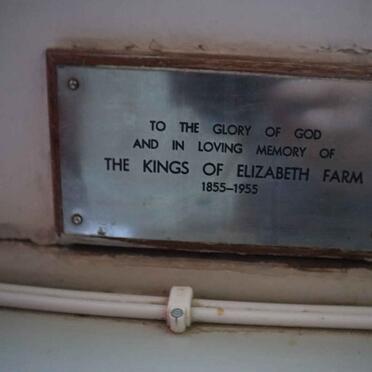 TO THE GLORY OF GOD
AND IN LOVING MEMORY OF
THE KINGS OF ELIZABETH FARM
1855–1955